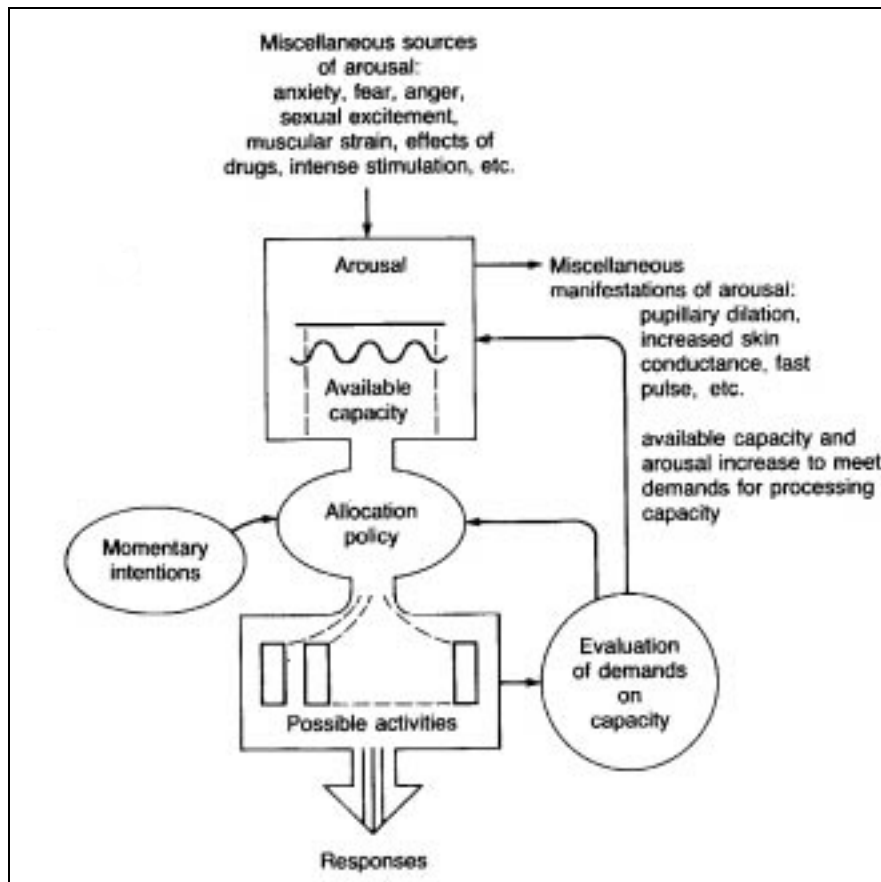 Miscellaneous sources
of arousal:
anxiety, fear, anger,
sexual excitement,
muscular strain, effects of
drugs, intense stimulation, etc.
Arousal
Miscellaneous
manifestations of arousal:
pupillary dilation,
increased skin
conductance, fast
pulse, etc.
Available
capacity
available capacity and
arousal increase to meet
demands for processing
capacity
Allocation
policy
Momentary
intentions
Evaluation
of demands
on
capacity
Possible activities
Responses